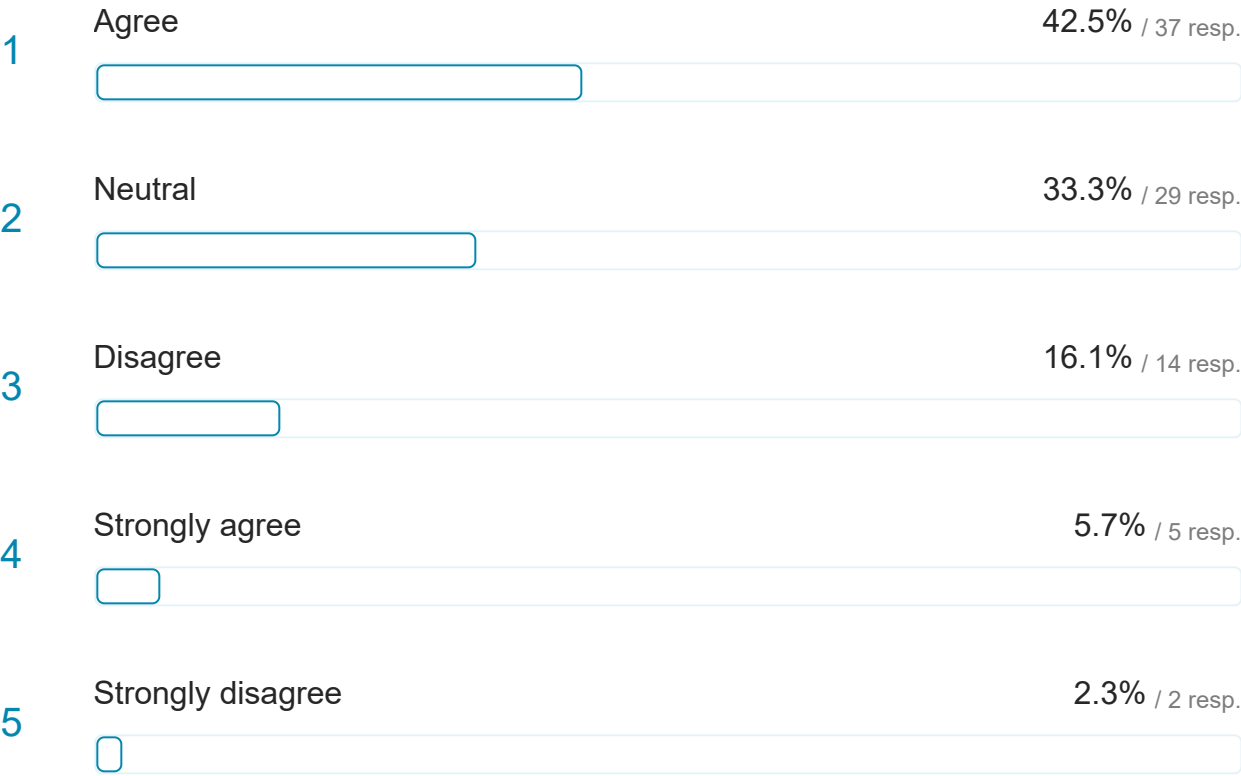 1 Agree 42.5% / 37 resp.
2 Neutral 33.3% / 29 resp.
3 Disagree 16.1% / 14 resp.
4 Strongly agree 5.7% / 5 resp.
5 Strongly disagree 2.3% / 2 resp.